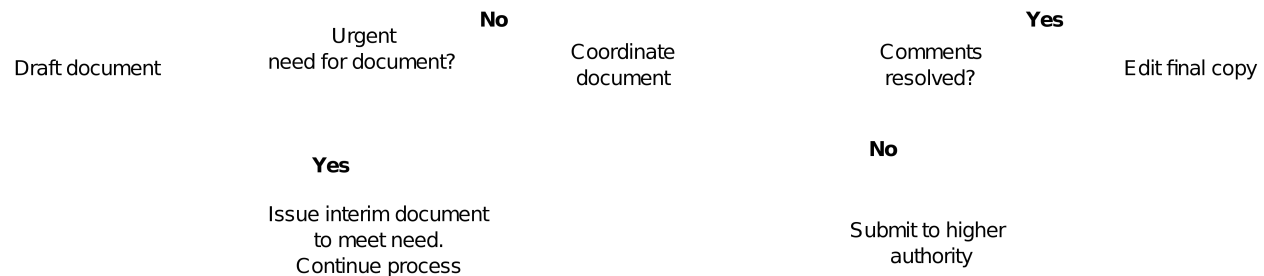 Draft document
Urgent
need for document?
No
Yes
Issue interim document
to meet need.
Continue process
Coordinate
document
Comments
resolved?
Yes
No
Submit to higher
authority
Edit final copy